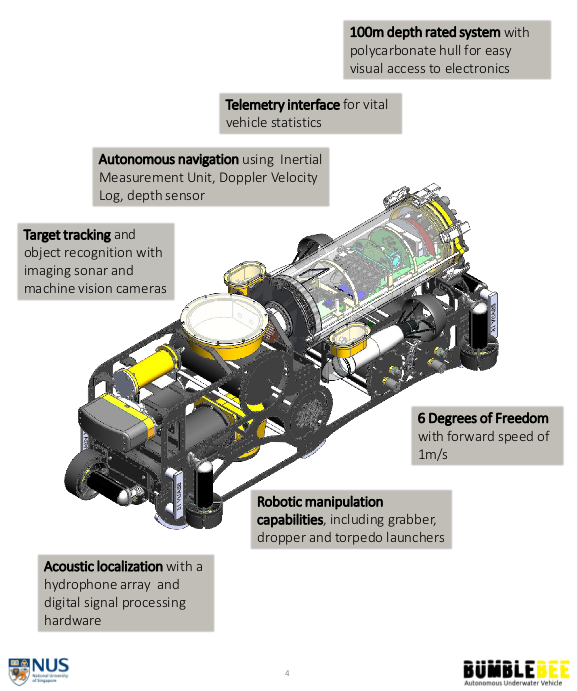 100m depth rated system with
polycarbonate hull for easy
visual access to electronics
Telemetry interface for vital
vehicle statistics
Autonomous navigation using Inertial
Measurement Unit, Doppler Velocity
Log, depth sensor
Target tracking and
object recognition with
imaging sonar and
machine vision cameras
6 Degrees of Freedom
with forward speed of
1m/s
Robotic manipulation
capabilities, including grabber,
dropper and torpedo launchers
Acoustic localization with a
hydrophone array and
digital signal processing
hardware
NUS
National University
of Singapore
4
BUMBLEBEE
Autonomous Underwater Vehicle